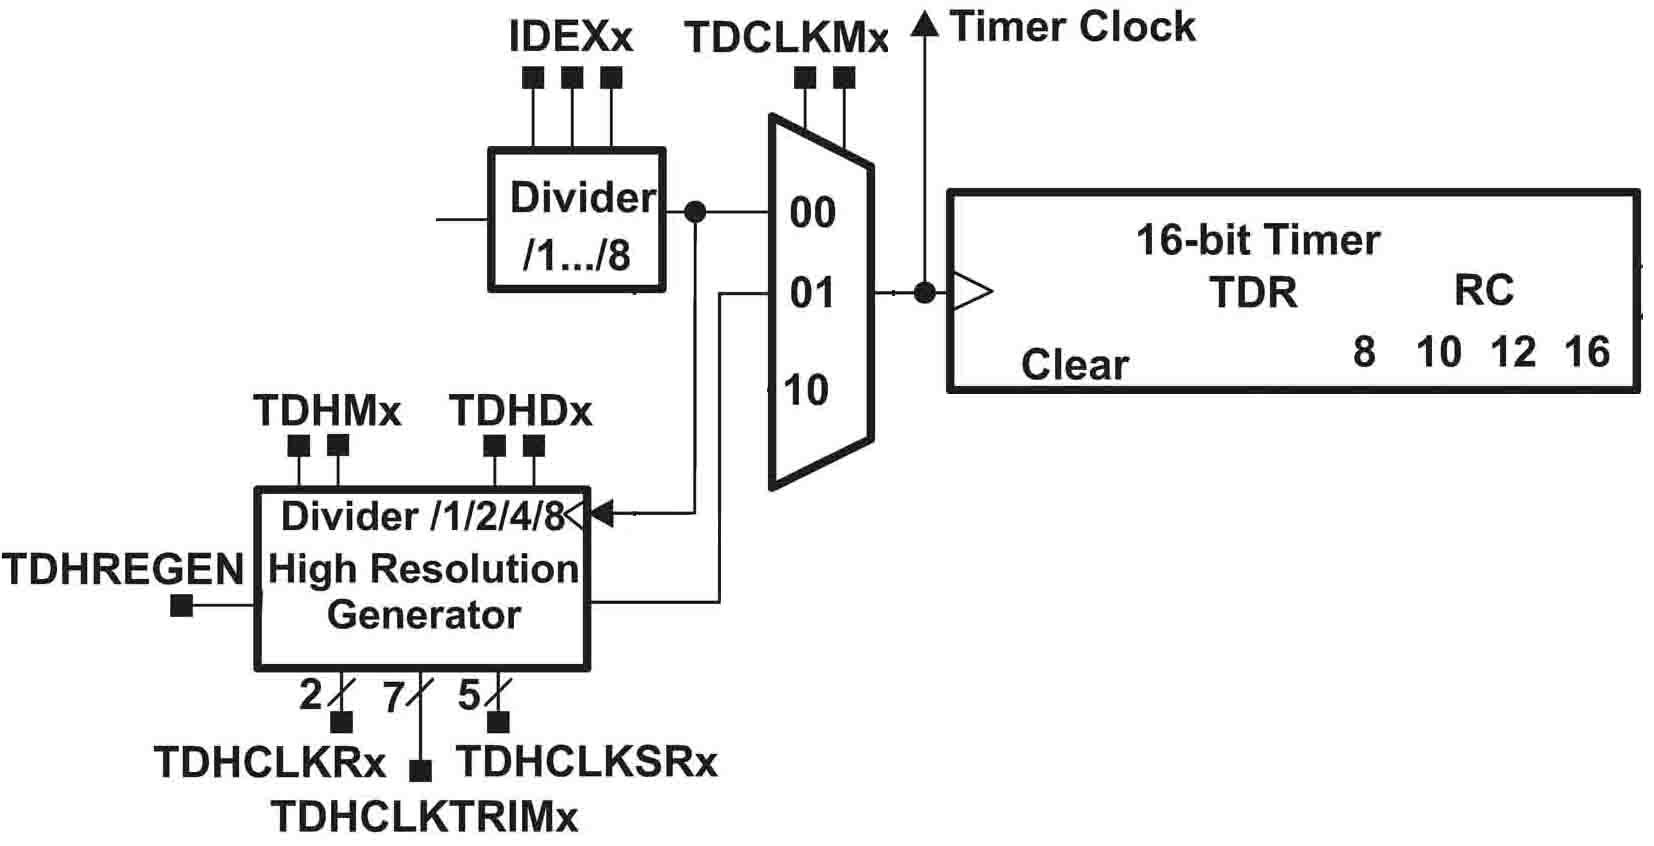 IDEXx
TDCLKMx
Timer Clock
Divider
/1.../8
00
01
10
16-bit Timer
TDR
RC
Clear
8 10 12 16
TDHMx
TDHDx
Divider /1/2/4/8
TDHREGEN
High Resolution
Generator
2
7
5
TDHCLKRx
TDHCLKSRx
TDHCLKTRIMx